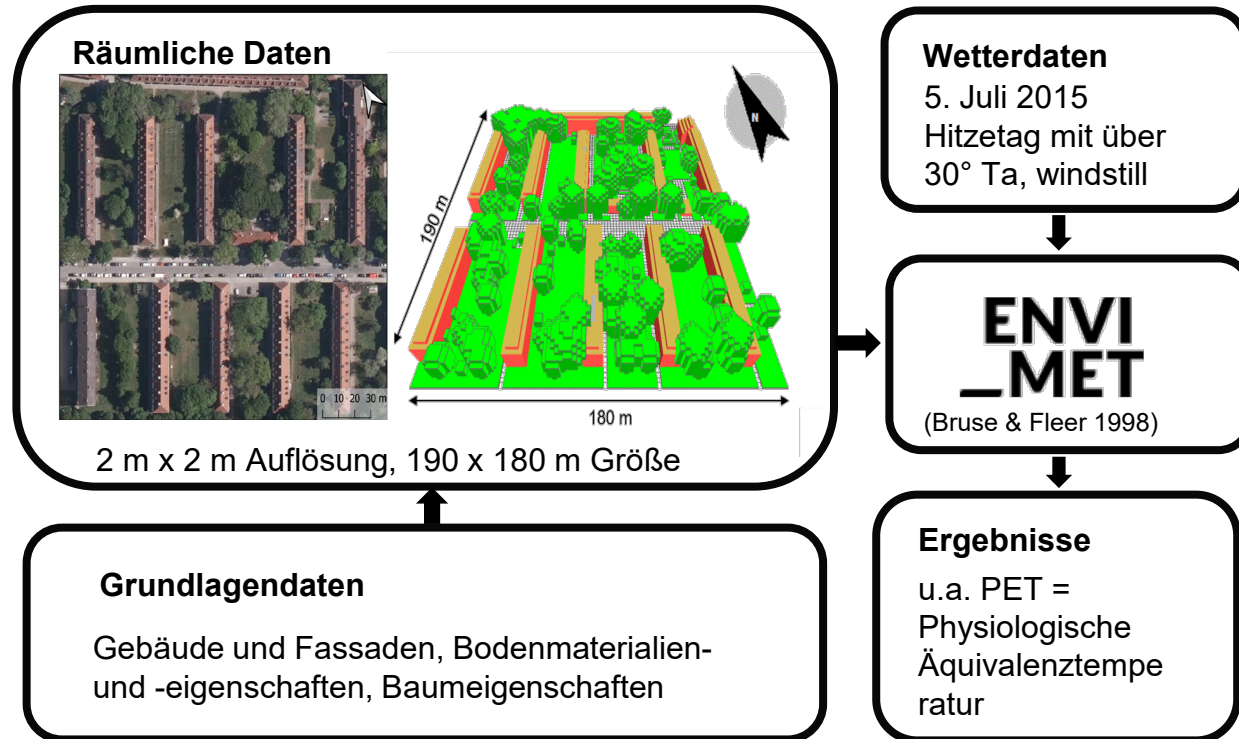 Räumliche Daten
N
190 m
0 10 20 30 m
180 m
2 m x 2 m Auflösung, 190 x 180 m Größe
Grundlagendaten
Gebäude und Fassaden, Bodenmaterialien-
und -eigenschaften, Baumeigenschaften
Wetterdaten
5. Juli 2015
Hitzetag mit über
30° Ta, windstill
ENVI
_MET
(Bruse & Fleer 1998)
Ergebnisse
u.a. PET =
Physiologische
Äquivalenztempe
ratur